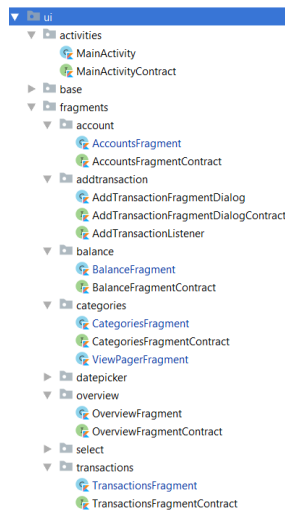 ui
activities
MainActivity
MainActivityContract
base
fragments
account
AccountsFragment
AccountsFragmentContract
addtransaction
AddTransactionFragmentDialog
AddTransactionFragmentDialogContract
AddTransactionListener
balance
BalanceFragment
BalanceFragmentContract
categories
CategoriesFragment
CategoriesFragmentContract
ViewPagerFragment
datepicker
overview
OverviewFragment
OverviewFragmentContract
select
transactions
TransactionsFragment
TransactionsFragmentContract